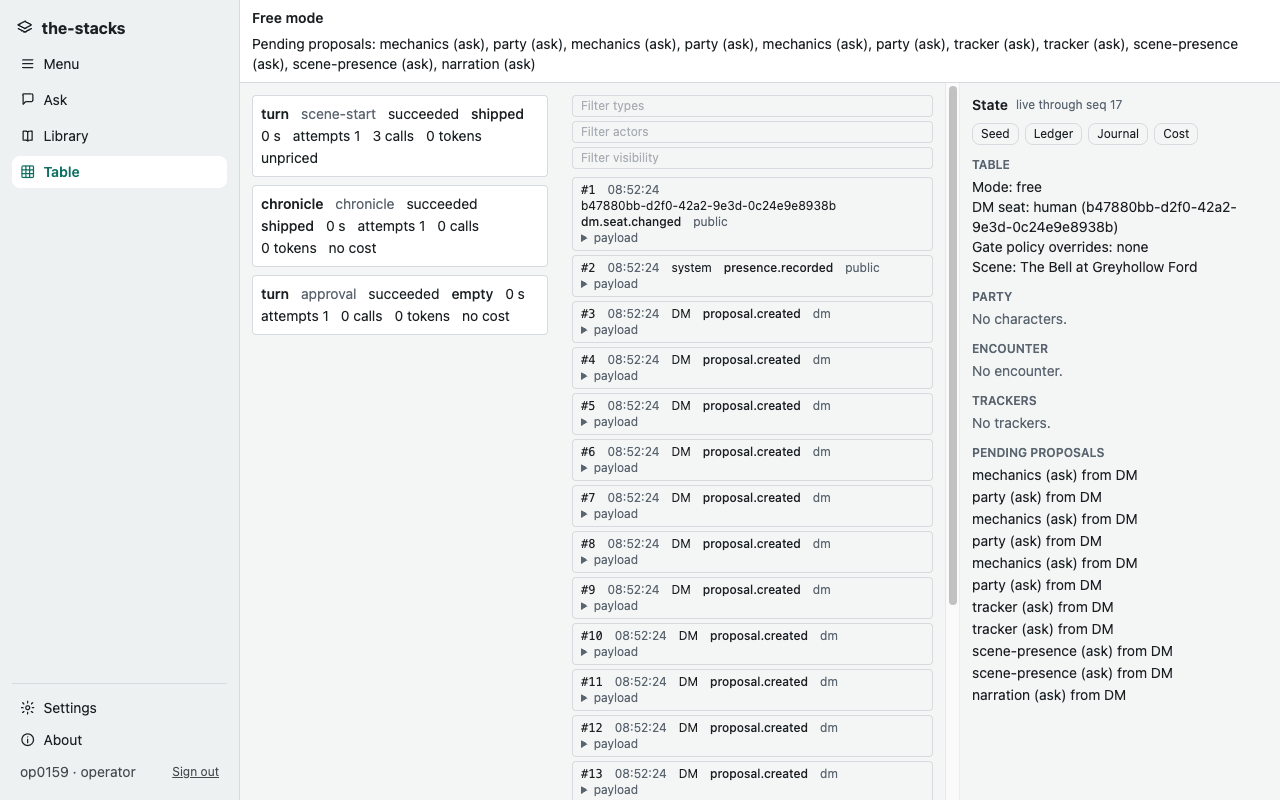 the-stacks
Menu
Ask
Library
Table
Settings
About
op0159 · operator
Sign out
Free mode
Pending proposals: mechanics (ask), party (ask), mechanics (ask), party (ask), mechanics (ask), party (ask), tracker (ask), tracker (ask), scene-presence
(ask), scene-presence (ask), narration (ask)
turn scene-start succeeded shipped
0 s attempts 1 3 calls 0 tokens
unpriced
chronicle chronicle succeeded
shipped 0 s attempts 1 0 calls
0 tokens no cost
turn approval succeeded empty 0 s
attempts 1 0 calls 0 tokens no cost
Filter types
Filter actors
Filter visibility
#1 08:52:24
b47880bb-d2f0-42a2-9e3d-0c24e9e8938b
dm.seat.changed public
payload
#2 08:52:24 system presence.recorded public
payload
#3 08:52:24 DM proposal.created dm
payload
#4 08:52:24 DM proposal.created dm
payload
#5 08:52:24 DM proposal.created dm
payload
#6 08:52:24 DM proposal.created dm
payload
#7 08:52:24 DM proposal.created dm
payload
#8 08:52:24 DM proposal.created dm
payload
#9 08:52:24 DM proposal.created dm
payload
#10 08:52:24 DM proposal.created dm
payload
#11 08:52:24 DM proposal.created dm
payload
#12 08:52:24 DM proposal.created dm
payload
#13 08:52:24 DM proposal.created dm
payload
State live through seq 17
Seed Ledger Journal Cost
TABLE
Mode: free
DM seat: human (b47880bb-d2f0-42a2-
9e3d-0c24e9e8938b)
Gate policy overrides: none
Scene: The Bell at Greyhollow Ford
PARTY
No characters.
ENCOUNTER
No encounter.
TRACKERS
No trackers.
PENDING PROPOSALS
mechanics (ask) from DM
party (ask) from DM
mechanics (ask) from DM
party (ask) from DM
mechanics (ask) from DM
party (ask) from DM
tracker (ask) from DM
tracker (ask) from DM
scene-presence (ask) from DM
scene-presence (ask) from DM
narration (ask) from DM